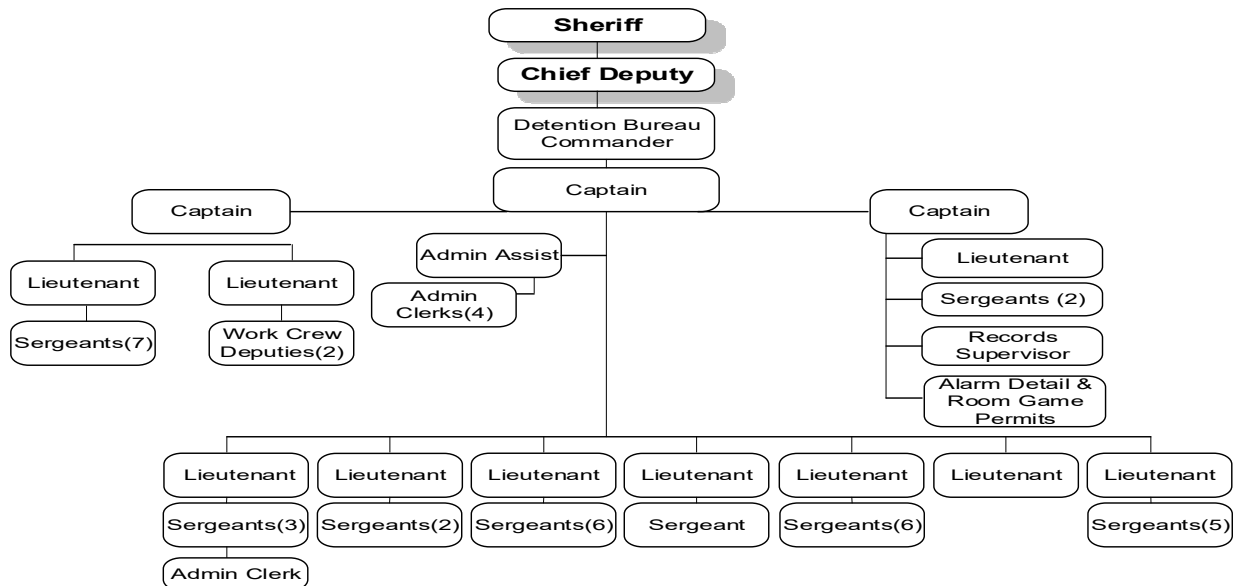 Sheriff
Chief Deputy
Detention Bureau
Commander
Captain
Captain
Captain
Admin Assist
Lieutenant
Lieutenant
Lieutenant
Admin
Clerks(4)
Sergeants (2)
Sergeants(7)
Work Crew
Deputies(2)
Records
Supervisor
Alarm Detail &
Room Game
Permits
Lieutenant
Lieutenant
Lieutenant
Lieutenant
Lieutenant
Lieutenant
Lieutenant
Sergeants(3)
Sergeants(2)
Sergeants(6)
Sergeant
Sergeants(6)
Sergeants(5)
Admin Clerk